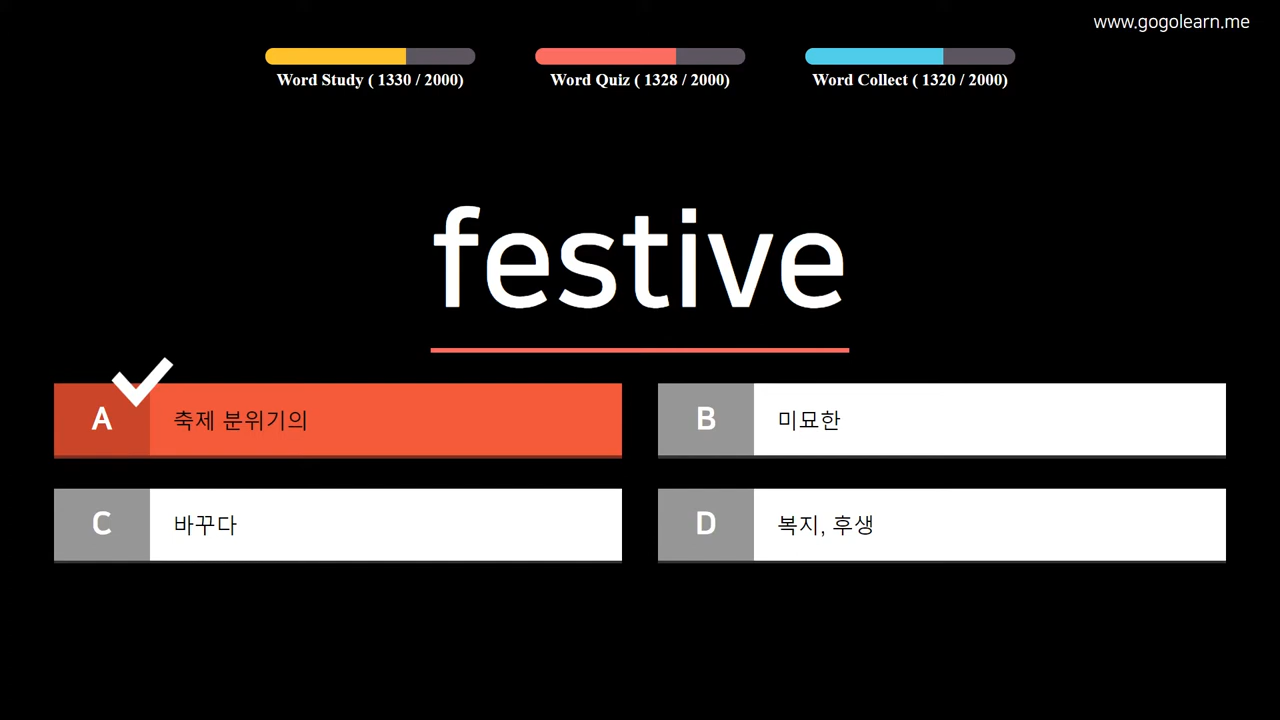 www.gogolearn.me
Word Study ( 1330 / 2000)
Word Quiz ( 1328 / 2000)
Word Collect ( 1320 / 2000)
festive
A 축제 분위기의
B 미묘한
C 바꾸다
D 복지, 후생